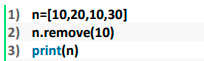 1) n=[10,20,10,30]
2) n.remove(10)
3) print(n)